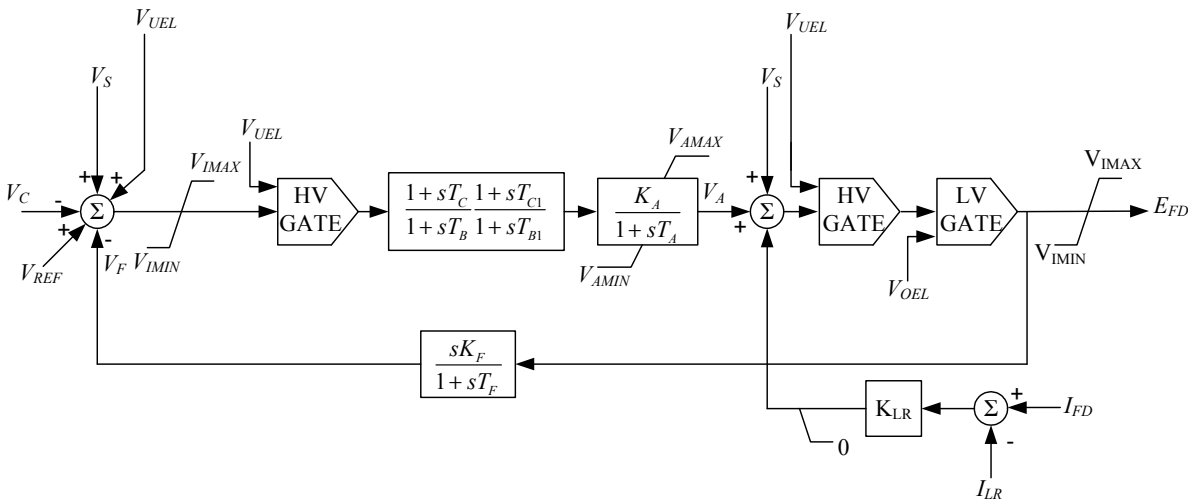 V_UEL
V_UEL
V_S
V_S
V_UEL
V_AMAX
V_IMAX
V_IMAX
+ +
HV GATE
1 + sT_C 1 + sT_C1
1 + sT_B 1 + sT_B1
K_A
1 + sT_A
V_A
+
HV GATE
LV GATE
V_C
-
Σ
Σ
E_FD
+
-
+
V_REF
V_F
V_IMIN
V_AMIN
V_OEL
V_IMIN
sK_F
1 + sT_F
K_LR
Σ
+
I_FD
0
-
I_LR